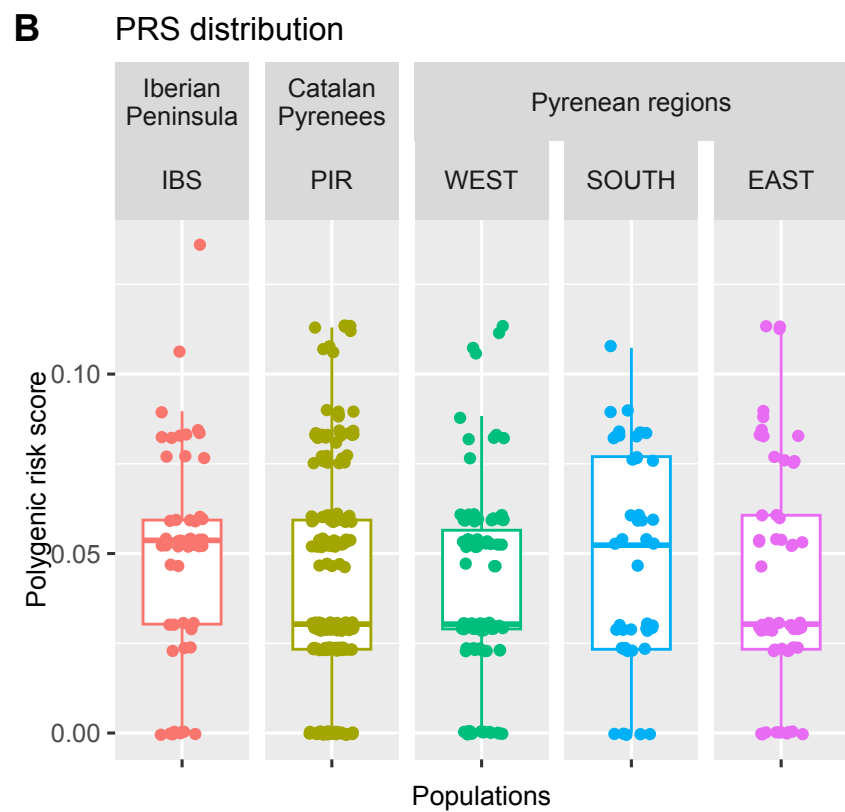 B PRS distribution
Iberian
Peninsula
Catalan
Pyrenees
Pyrenean regions
IBS
PIR
WEST
SOUTH
EAST
Polygenic risk score
0.10
0.05
0.00
Populations